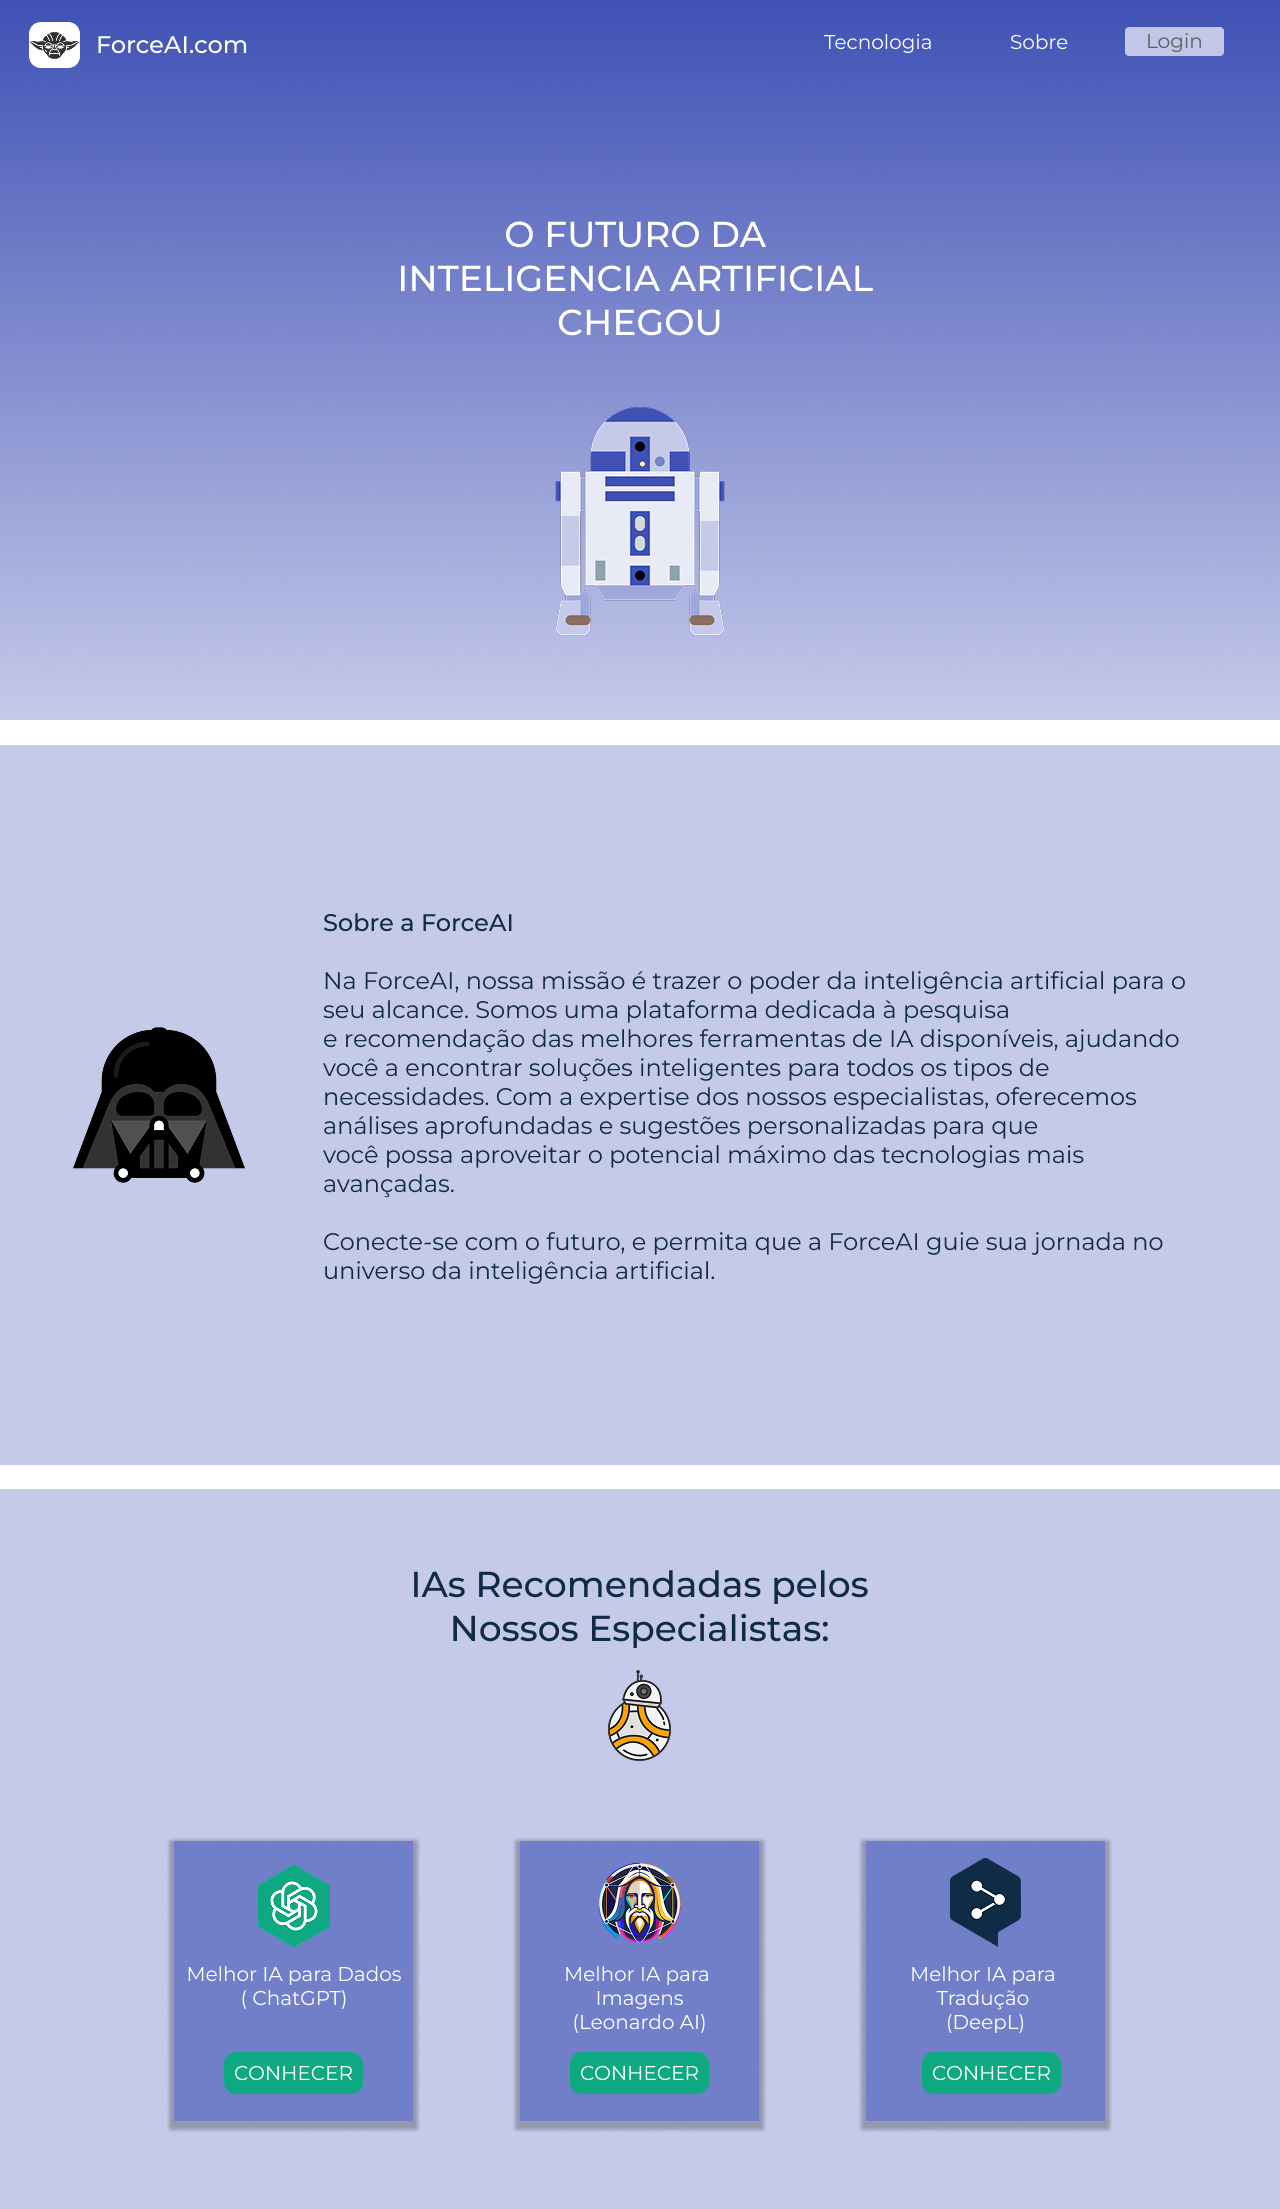 ForceAI.com
Tecnologia
Sobre
Login
O FUTURO DA
INTELIGENCIA ARTIFICIAL
CHEGOU
Sobre a ForceAI
Na ForceAI, nossa missão é trazer o poder da inteligência artificial para o
seu alcance. Somos uma plataforma dedicada à pesquisa
e recomendação das melhores ferramentas de IA disponíveis, ajudando
você a encontrar soluções inteligentes para todos os tipos de
necessidades. Com a expertise dos nossos especialistas, oferecemos
análises aprofundadas e sugestões personalizadas para que
você possa aproveitar o potencial máximo das tecnologias mais
avançadas.
Conecte-se com o futuro, e permita que a ForceAI guie sua jornada no
universo da inteligência artificial.
IAs Recomendadas pelos
Nossos Especialistas:
Melhor IA para Dados
( ChatGPT)
CONHECER
Melhor IA para
Imagens
(Leonardo AI)
CONHECER
Melhor IA para
Tradução
(DeepL)
CONHECER